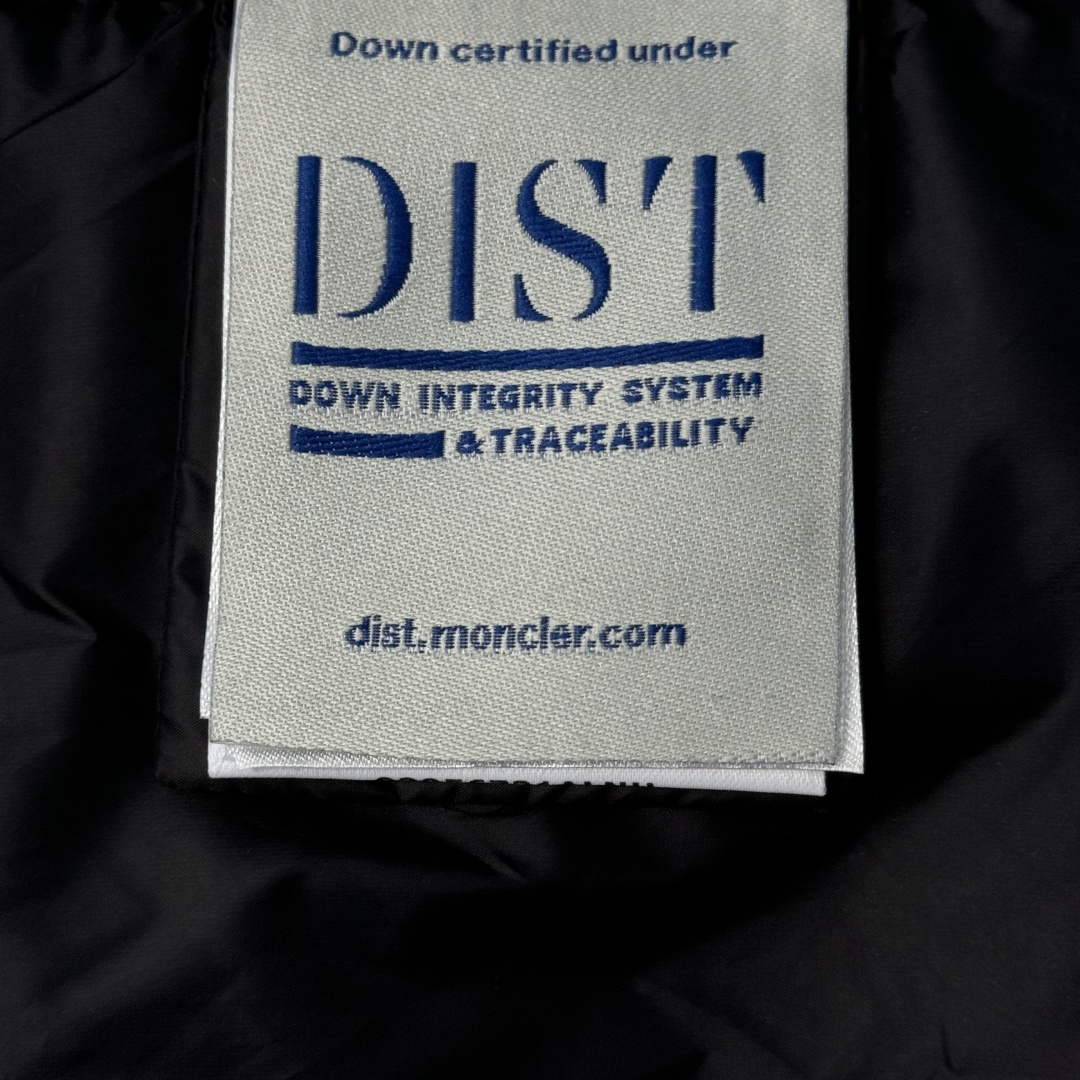 Down certified under
DIST
DOWN INTEGRITY SYSTEM
& TRACEABILITY
dist.moncler.com